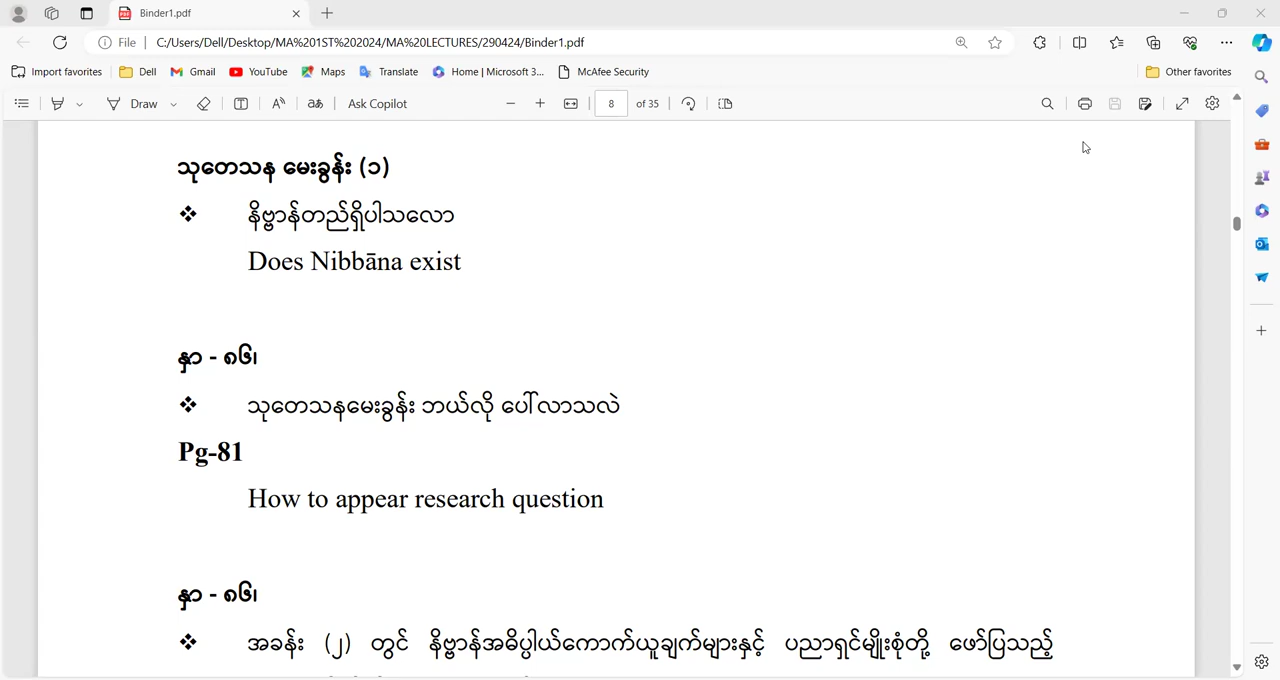 Binder1.pdf
File C:/Users/Dell/Desktop/MA%201ST%202024/MA%20LECTURES/290424/Binder1.pdf
Import favorites Dell Gmail YouTube Maps Translate Home | Microsoft 3... McAfee Security Other favorites
Draw Ask Copilot 8 of 35
သုတေသန မေးခွန်း (၁)
❖ နိဗ္ဗာန်တည်ရှိပါသလော
Does Nibbāna exist
နှာ - ၈၆၊
❖ သုတေသနမေးခွန်း ဘယ်လို ပေါ်လာသလဲ
Pg-81
How to appear research question
နှာ - ၈၆၊
❖ အခန်း (၂) တွင် နိဗ္ဗာန်အဓိပ္ပါယ်ကောက်ယူချက်များနှင့် ပညာရှင်မျိုးစုံတို့ ဖော်ပြသည့်